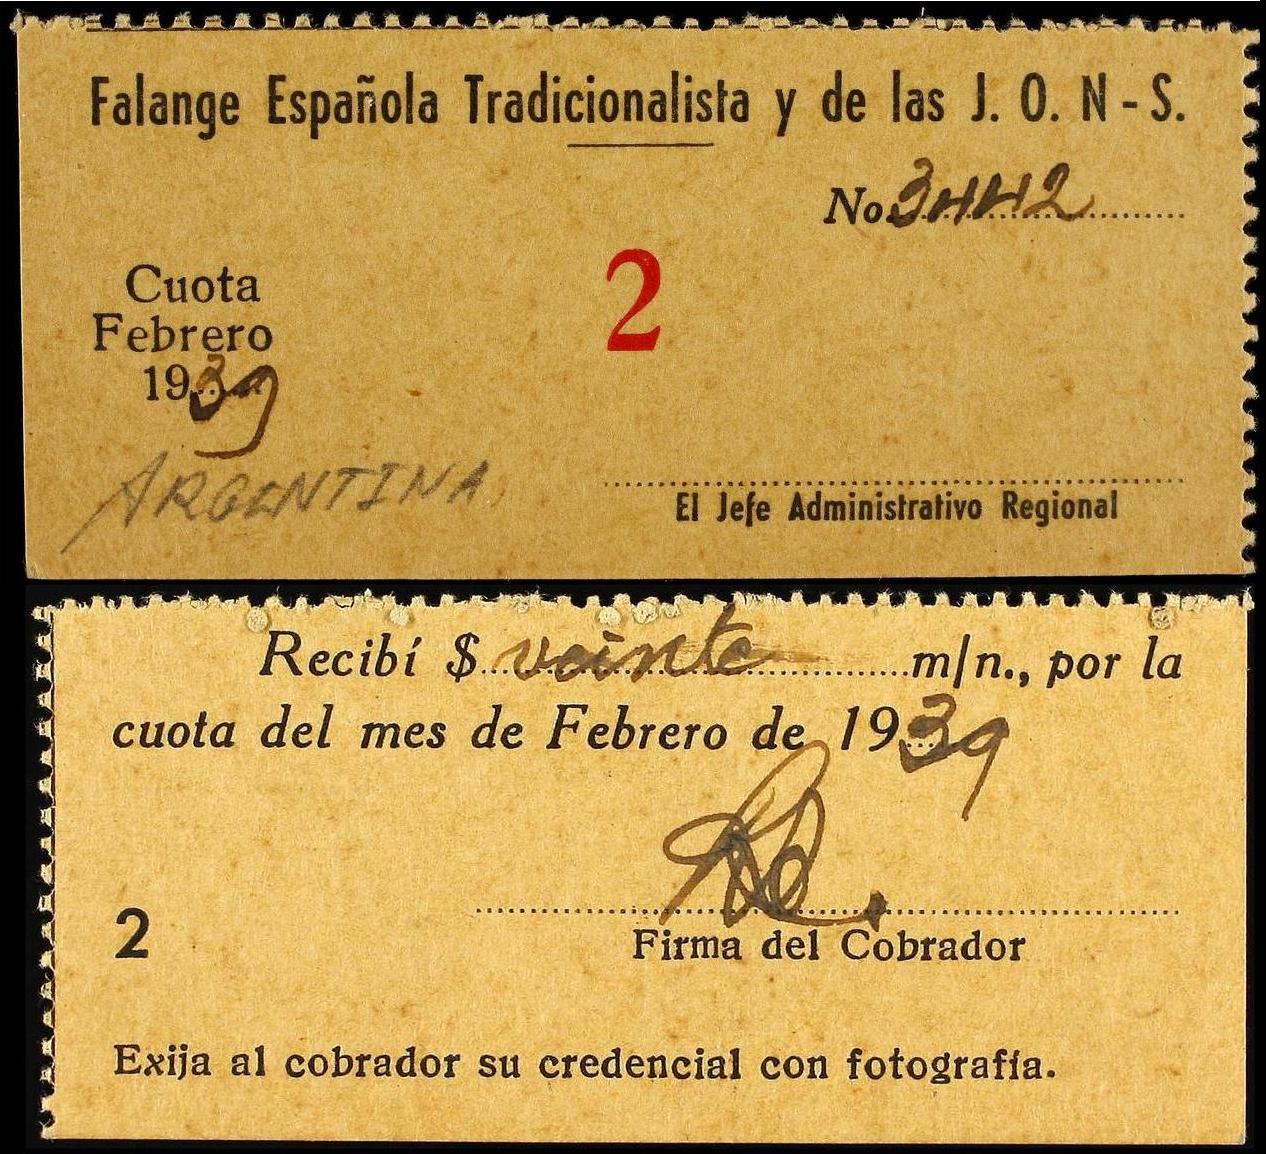 Falange Española Tradicionalista y de las J. O. N - S.
No. 34412
Cuota
Febrero
1939
2
ARGENTINA
El Jefe Administrativo Regional
Recibí $ veinte m/n., por la
cuota del mes de Febrero de 1939
2
Firma del Cobrador
Exija al cobrador su credencial con fotografía.